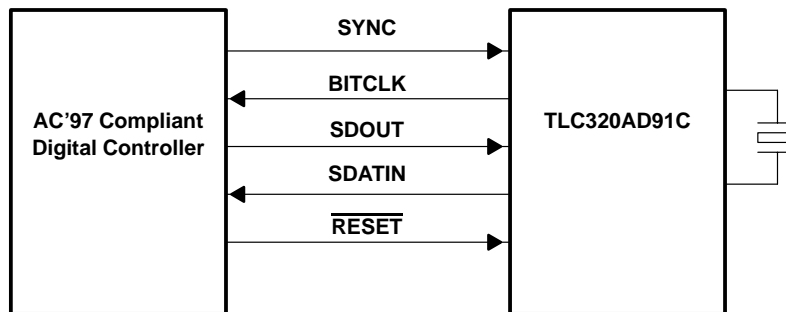 SYNC
BITCLK
AC'97 Compliant
Digital Controller
TLC320AD91C
SDOUT
SDATIN
RESET